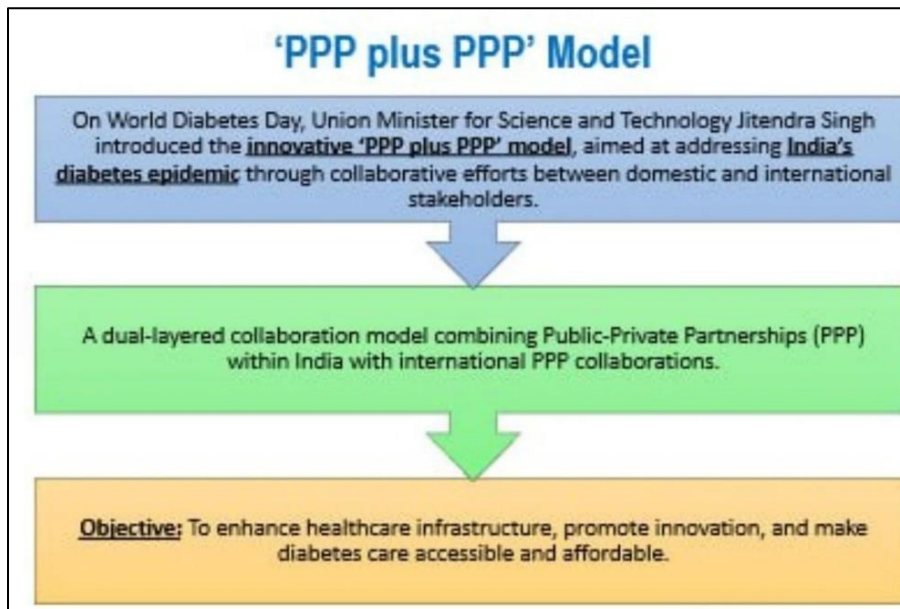 ‘PPP plus PPP’ Model
On World Diabetes Day, Union Minister for Science and Technology Jitendra Singh
introduced the innovative ‘PPP plus PPP’ model, aimed at addressing India’s
diabetes epidemic through collaborative efforts between domestic and international
stakeholders.
A dual-layered collaboration model combining Public-Private Partnerships (PPP)
within India with international PPP collaborations.
Objective: To enhance healthcare infrastructure, promote innovation, and make
diabetes care accessible and affordable.